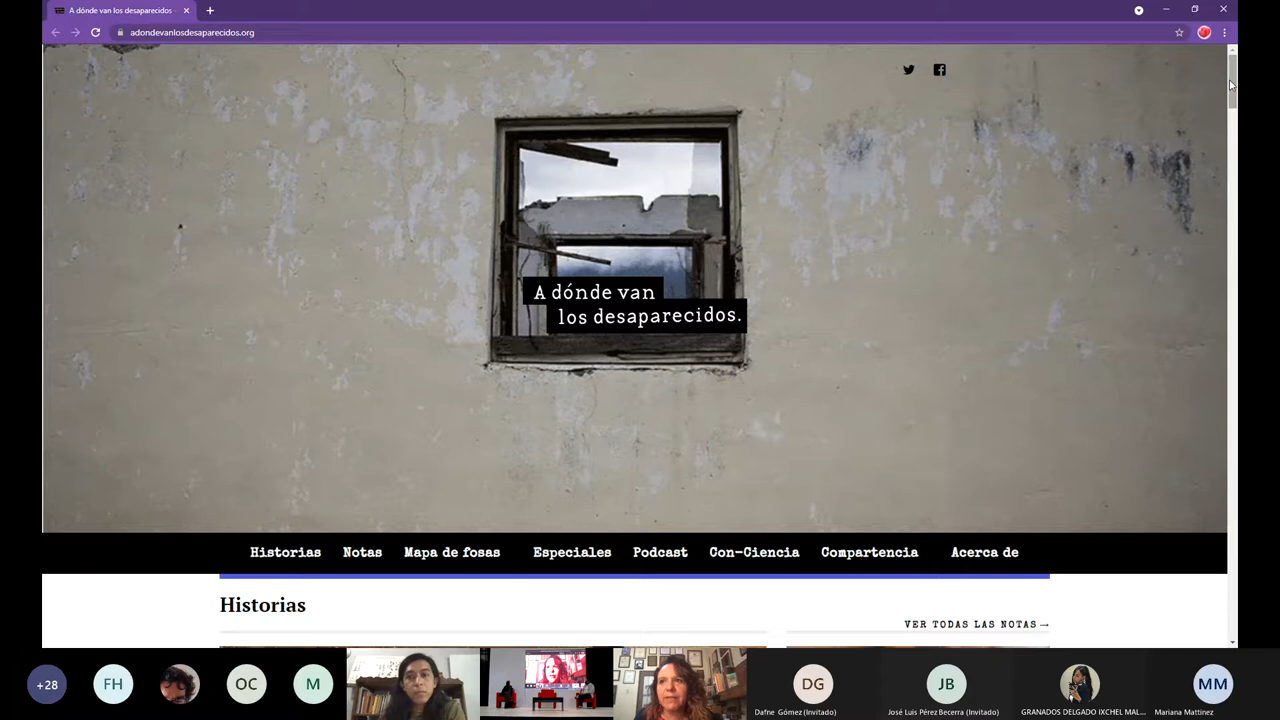 A dónde van los desaparecidos
adondevanlosdesaparecidos.org
A dónde van
los desaparecidos.
Historias Notas Mapa de fosas Especiales Podcast Con-Ciencia Compartencia Acerca de
Historias
VER TODAS LAS NOTAS →
+28 FH OC M DG JB MM
Dafne Gómez (Invitado) José Luis Pérez Becerra (Invitado) GRANADOS DELGADO IXCHEL MAL... Mariana Mattinez